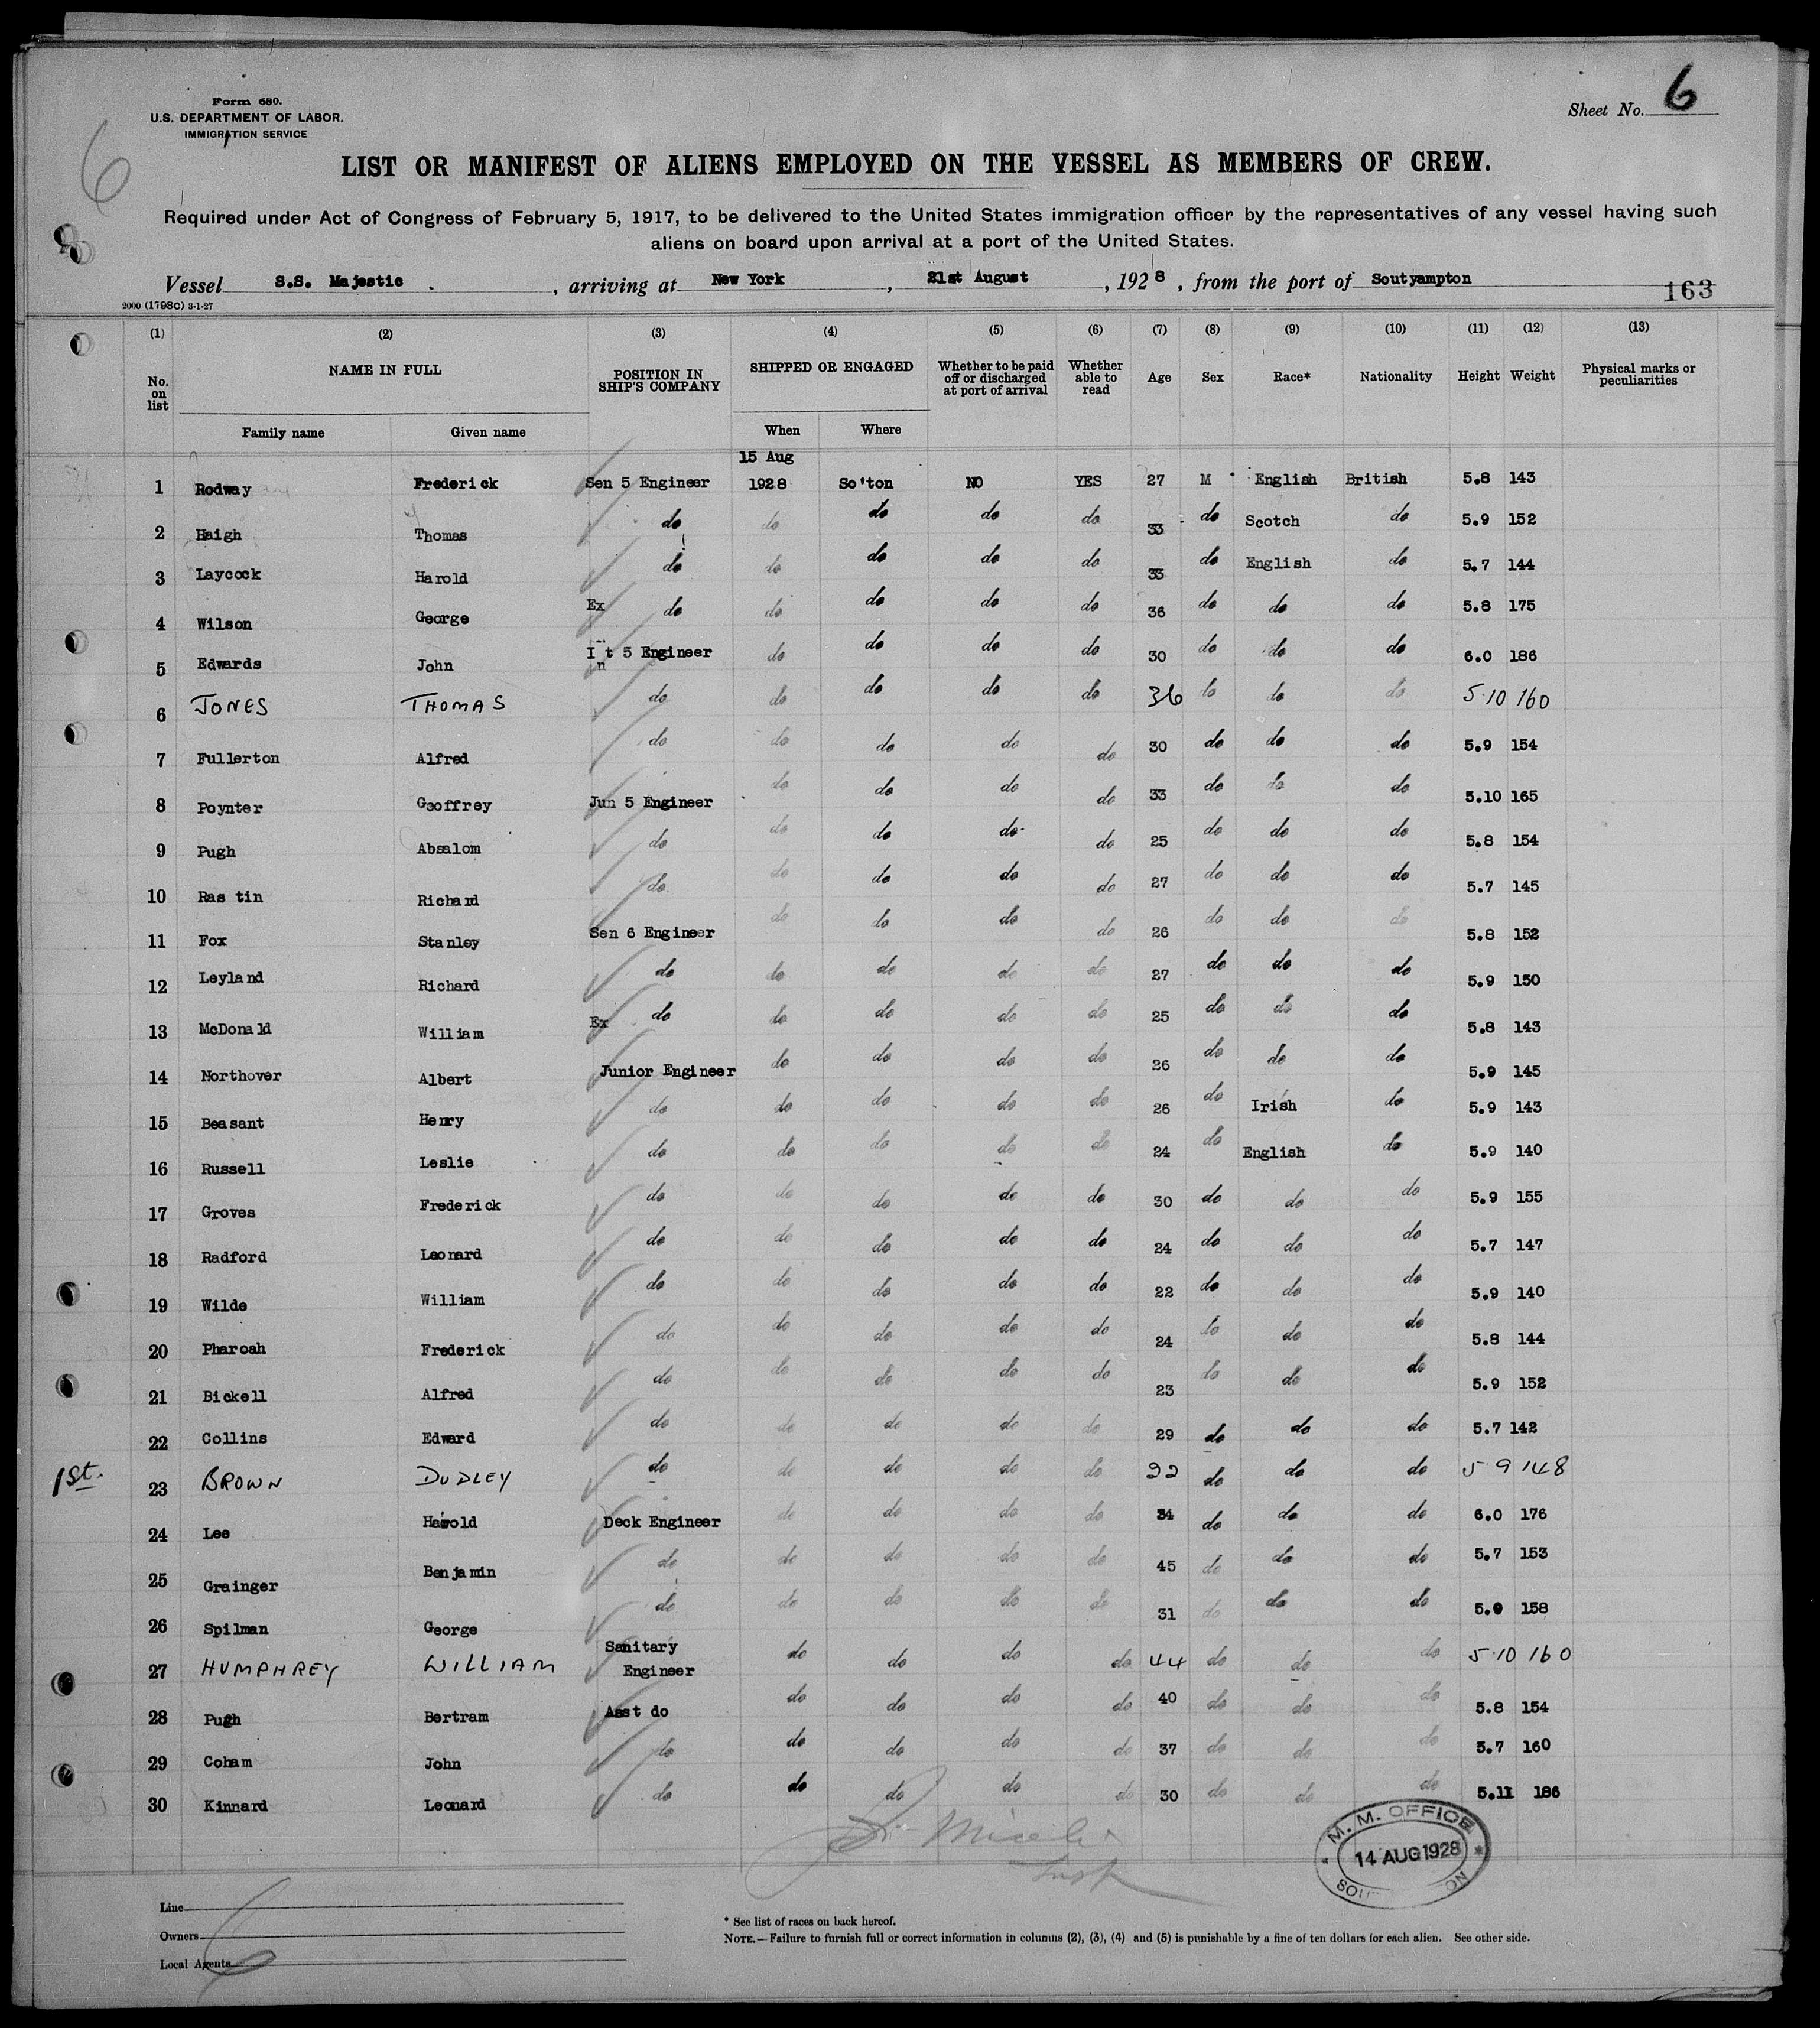 Form 680.
U.S. DEPARTMENT OF LABOR.
IMMIGRATION SERVICE
6
Sheet No. 6
LIST OR MANIFEST OF ALIENS EMPLOYED ON THE VESSEL AS MEMBERS OF CREW.
Required under Act of Congress of February 5, 1917, to be delivered to the United States immigration officer by the representatives of any vessel having such
aliens on board upon arrival at a port of the United States.
Vessel S.S. Majestic . , arriving at New York , 21st August , 1928 , from the port of Soutyampton
2000 (1798c) 3-1-27
163
(1) (2) (3) (4) (5) (6) (7) (8) (9) (10) (11) (12) (13)
No. on list NAME IN FULL POSITION IN SHIP'S COMPANY SHIPPED OR ENGAGED Whether to be paid off or discharged at port of arrival Whether able to read Age Sex Race* Nationality Height Weight Physical marks or peculiarities
Family name Given name When Where
15 Aug
1 Rodway Frederick Sen 5 Engineer 1928 So'ton NO YES 27 M English British 5.8 143
2 Haigh Thomas do do do do do 33 do Scotch do 5.9 152
3 Laycock Harold do do do do do 33 do English do 5.7 144
4 Wilson George Ex do do do do do 36 do do do 5.8 175
5 Edwards John Int 5 Engineer do do do do 30 do do do 6.0 186
6 JONES THOMAS do do do do do 36 do do do 5.10 160
7 Fullerton Alfred do do do do do 30 do do do 5.9 154
8 Poynter Geoffrey Jun 5 Engineer do do do do 33 do do do 5.10 165
9 Pugh Absalom do do do do do 25 do do do 5.8 154
10 Ras tin Richard do do do do do 27 do do do 5.7 145
11 Fox Stanley Sen 6 Engineer do do do do 26 do do do 5.8 152
12 Leyland Richard do do do do do 27 do do do 5.9 150
13 McDonald William Ex do do do do do 25 do do do 5.8 143
14 Northover Albert Junior Engineer do do do do 26 do do do 5.9 145
15 Beasant Henry do do do do do 26 do Irish do 5.9 143
16 Russell Leslie do do do do do 24 do English do 5.9 140
17 Groves Frederick do do do do do 30 do do do 5.9 155
18 Radford Leonard do do do do do 24 do do do 5.7 147
19 Wilde William do do do do do 22 do do do 5.9 140
20 Pharoah Frederick do do do do do 24 do do do 5.8 144
21 Bickell Alfred do do do do do 23 do do do 5.9 152
22 Collins Edward do do do do do 29 do do do 5.7 142
1st. 23 BROWN DUDLEY do do do do do 22 do do do 5 9 148
24 Lee Harold Deck Engineer do do do do 34 do do do 6.0 176
25 Grainger Benjamin do do do do do 45 do do do 5.7 153
26 Spilman George do do do do do 31 do do do 158
27 HUMPHREY WILLIAM Sanitary Engineer do do do do 44 do do do 5.10 160
28 Pugh Bertram Asst do do do do do 40 do do do 5.8 154
29 Coham John do do do do do 37 do do do 5.7 160
30 Kinnard Leonard do do do do do 30 do do do 5.11 186
M. M. OFFICE
14 AUG 1928
Line
Owners
Local Agents
6
* See list of races on back hereof.
NOTE.—Failure to furnish full or correct information in columns (2), (3), (4) and (5) is punishable by a fine of ten dollars for each alien. See other side.